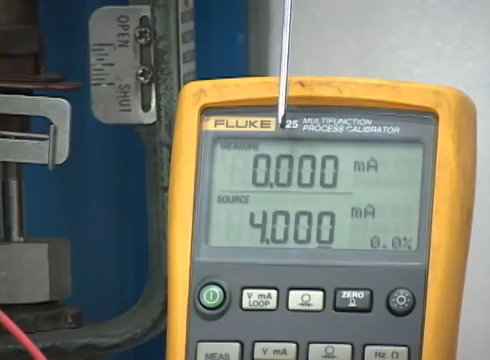 OPEN
SHUT
FLUKE 25 MULTIFUNCTION
PROCESS CALIBRATOR
MEASURE
0.000 mA
SOURCE
4.000 mA
0.0%
V mA
LOOP
ZERO
MEAS
V mA
Hz Ω